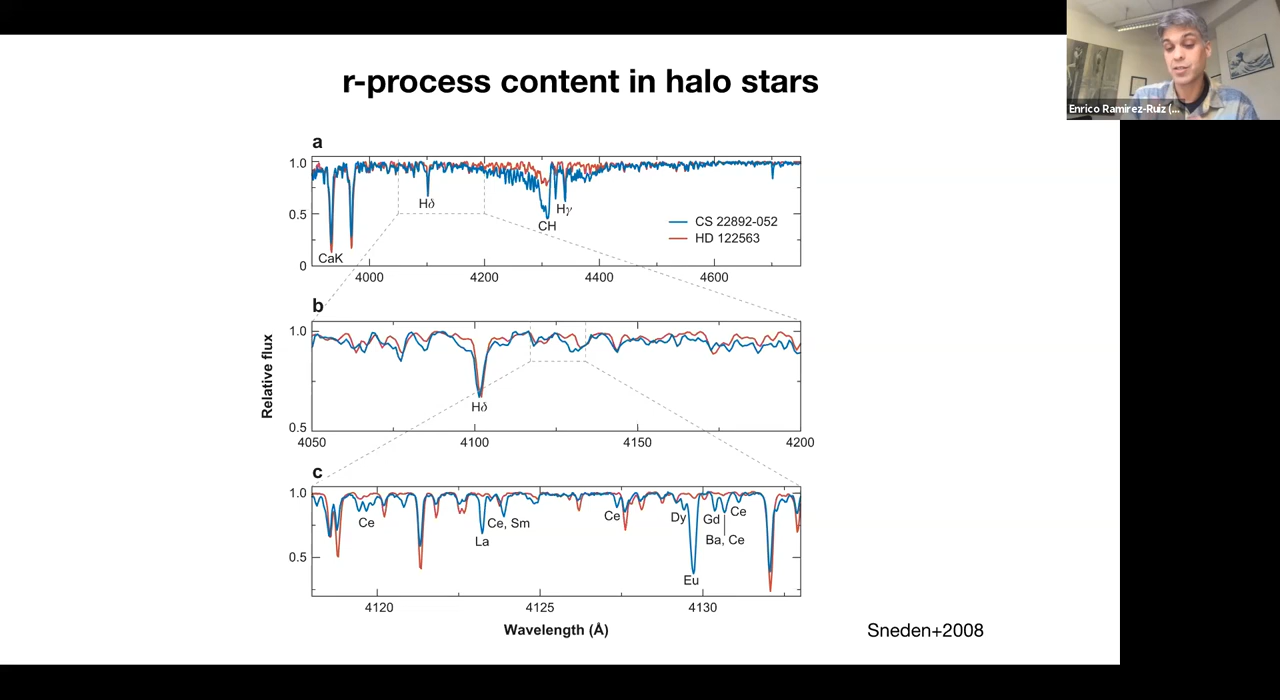 r-process content in halo stars
Enrico Ramirez-Ruiz (...
a
1.0
0.5
0
Hδ
CH
Hγ
CaK
CS 22892-052
HD 122563
4000
4200
4400
4600
b
1.0
0.5
Hδ
4050
4100
4150
4200
Relative flux
c
1.0
0.5
Ce
La
Ce, Sm
Ce
Dy
Eu
Gd
Ce
Ba, Ce
4120
4125
4130
Wavelength (Å)
Sneden+2008